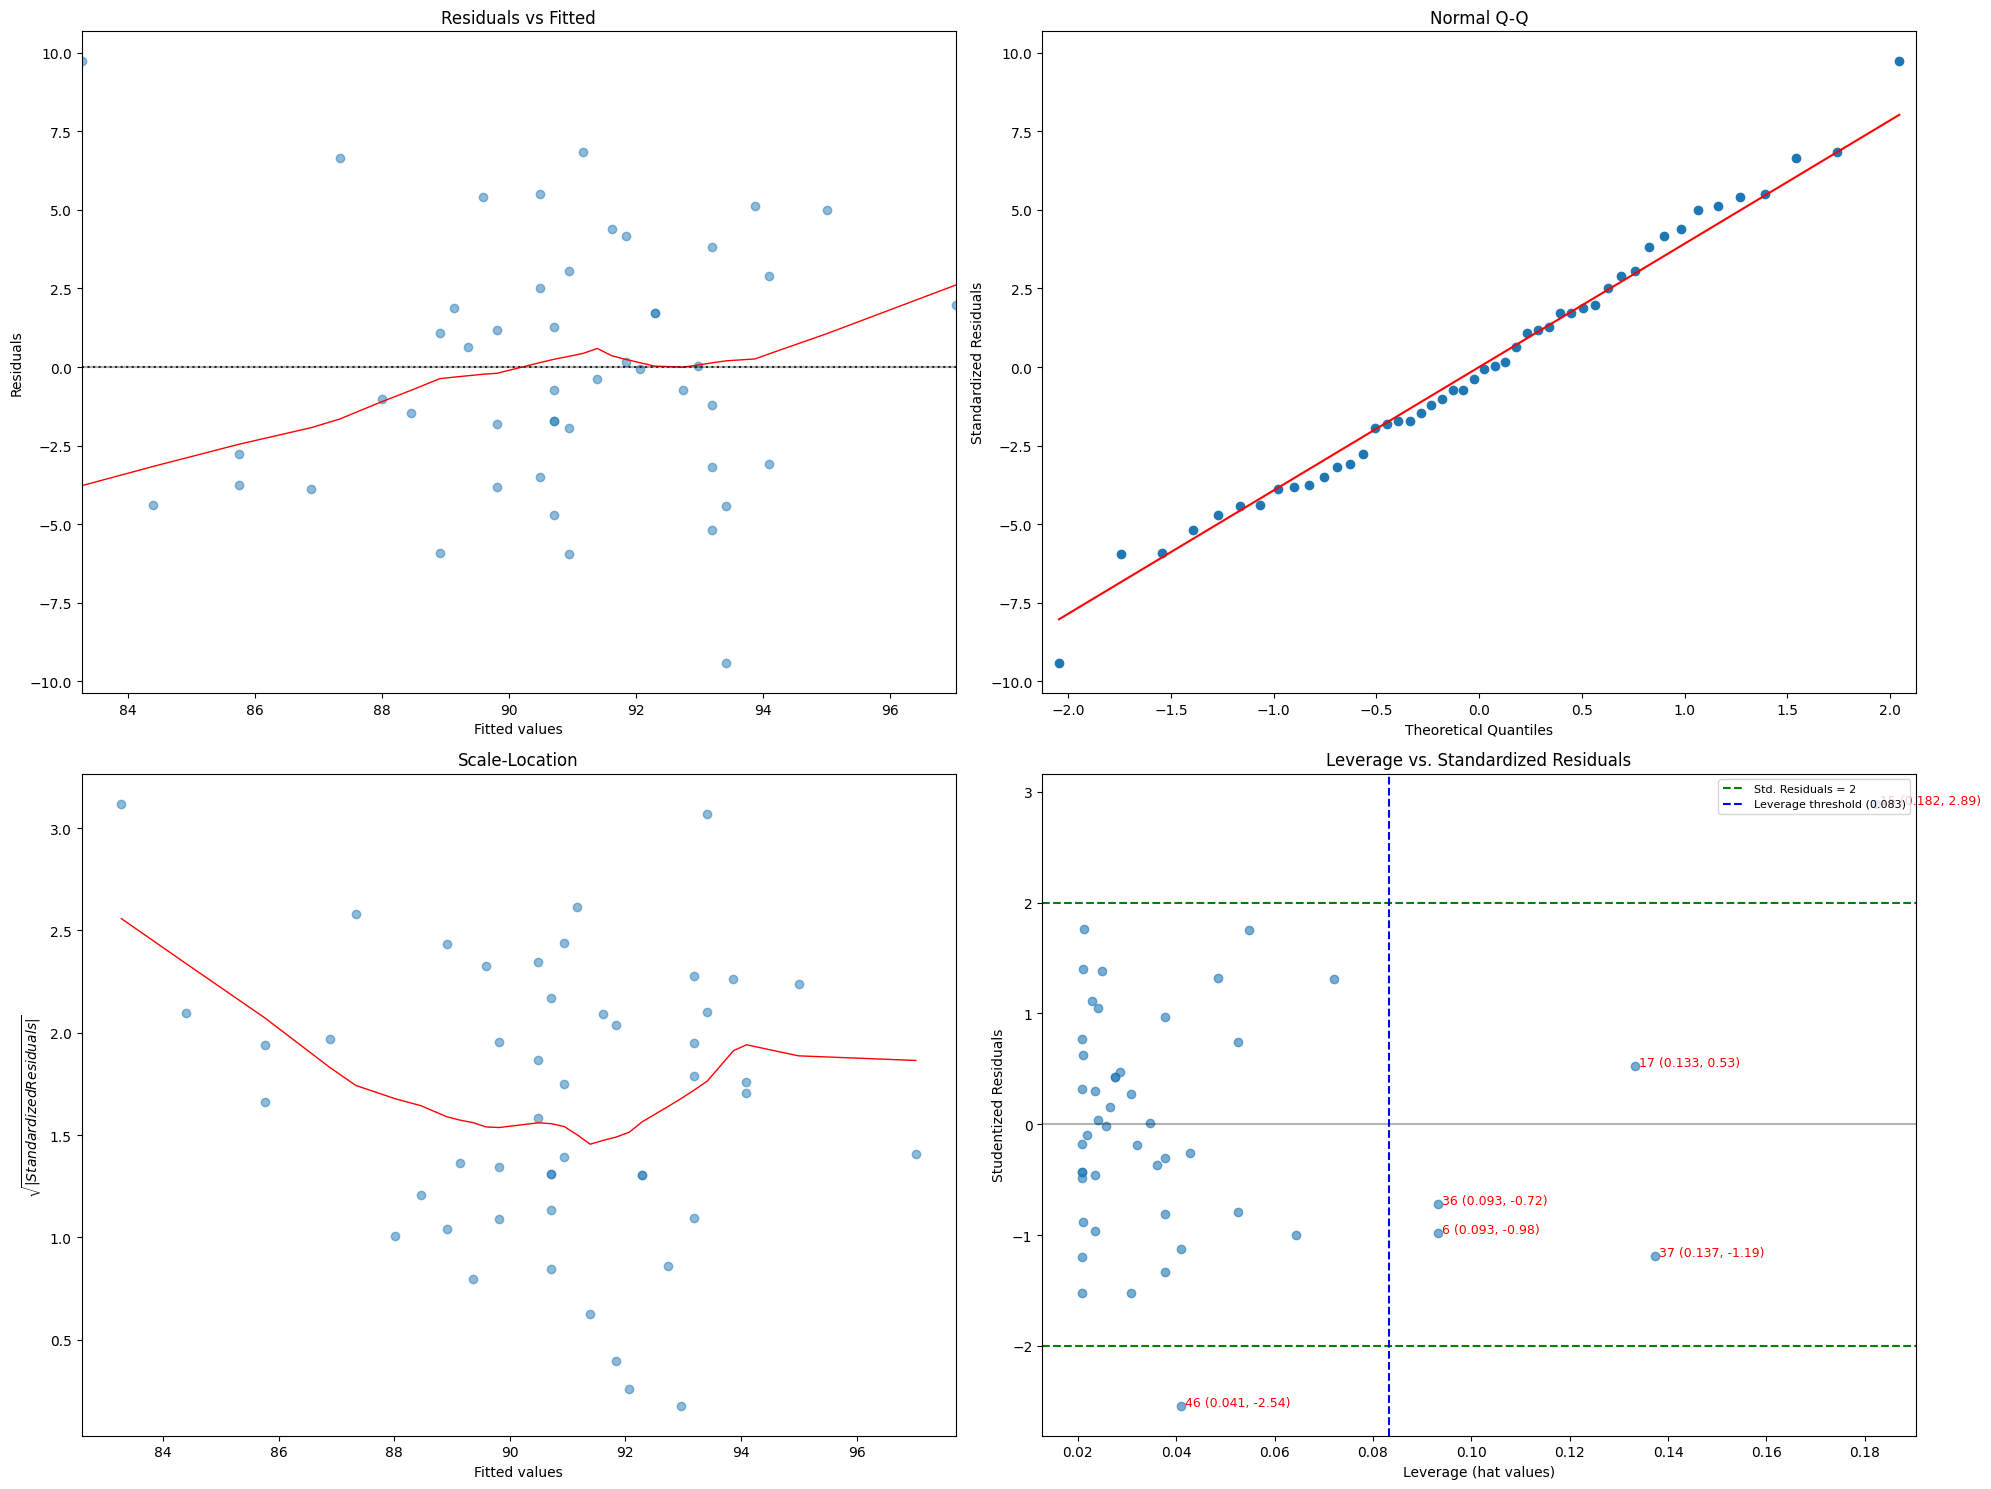 Residuals vs Fitted
10.0
7.5
5.0
2.5
0.0
−2.5
−5.0
−7.5
−10.0
Residuals
84 86 88 90 92 94 96
Fitted values
Normal Q-Q
10.0
7.5
5.0
2.5
0.0
−2.5
−5.0
−7.5
−10.0
Standardized Residuals
−2.0 −1.5 −1.0 −0.5 0.0 0.5 1.0 1.5 2.0
Theoretical Quantiles
Scale-Location
3.0
2.5
2.0
1.5
1.0
0.5
√|StandardizedResiduals|
84 86 88 90 92 94 96
Fitted values
Leverage vs. Standardized Residuals
Std. Residuals = 2
Leverage threshold (0.083)
(0.182, 2.89)
3
2
1
0
−1
−2
Studentized Residuals
17 (0.133, 0.53)
36 (0.093, -0.72)
6 (0.093, -0.98)
37 (0.137, -1.19)
46 (0.041, -2.54)
0.02 0.04 0.06 0.08 0.10 0.12 0.14 0.16 0.18
Leverage (hat values)